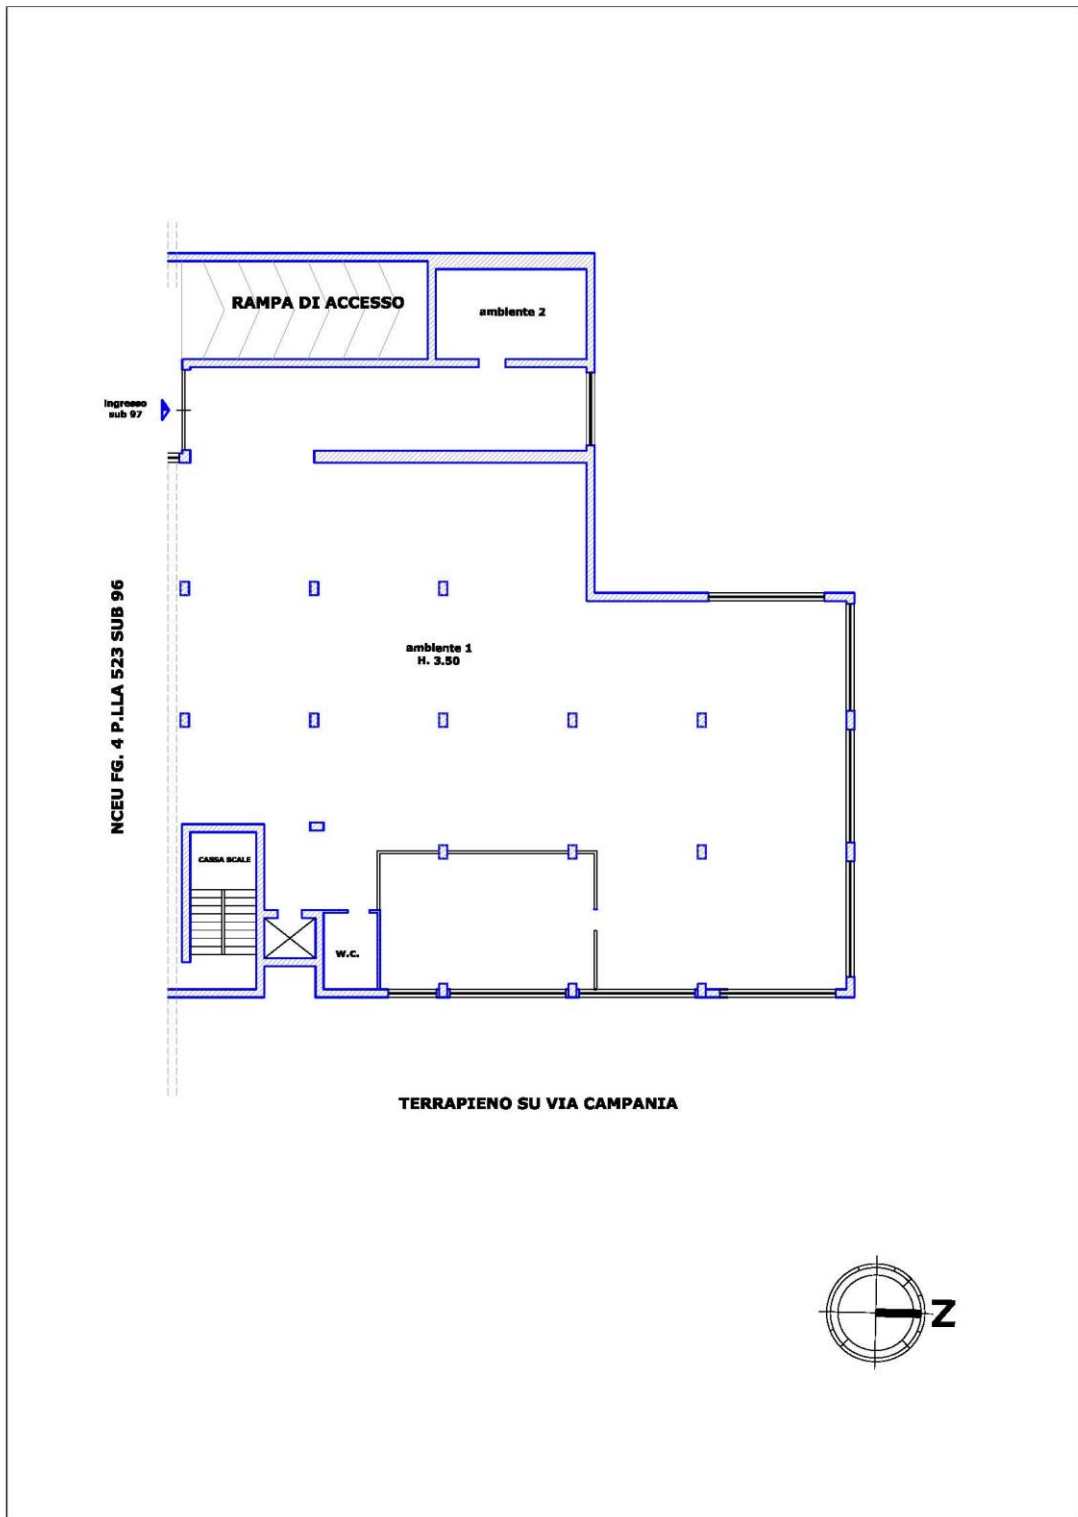 RAMPA DI ACCESSO
ambiente 2
ingresso
sub 97
NCEU FG. 4 P.LLA 523 SUB 96
ambiente 1
H. 3.50
CASSA SCALE
W.C.
TERRAPIENO SU VIA CAMPANIA
N